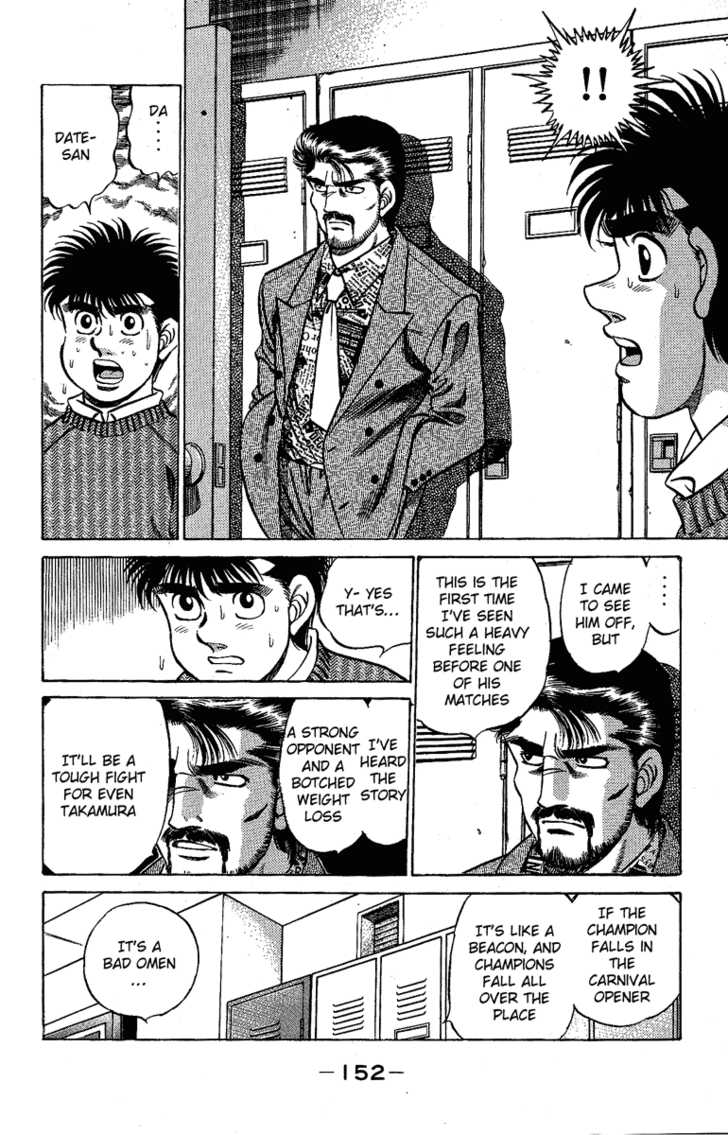 !!
DA
....
DATE-
SAN
....
I CAME
TO SEE
HIM OFF,
BUT
THIS IS THE
FIRST TIME
I'VE SEEN
SUCH A HEAVY
FEELING
BEFORE ONE
OF HIS
MATCHES
Y- YES
THAT'S...
I'VE
HEARD
THE
STORY
A STRONG
OPPONENT
AND A
BOTCHED
WEIGHT
LOSS
IT'LL BE A
TOUGH FIGHT
FOR EVEN
TAKAMURA
IF THE
CHAMPION
FALLS IN
THE
CARNIVAL
OPENER
IT'S LIKE A
BEACON, AND
CHAMPIONS
FALL ALL
OVER THE
PLACE
IT'S A
BAD OMEN
...
-152-